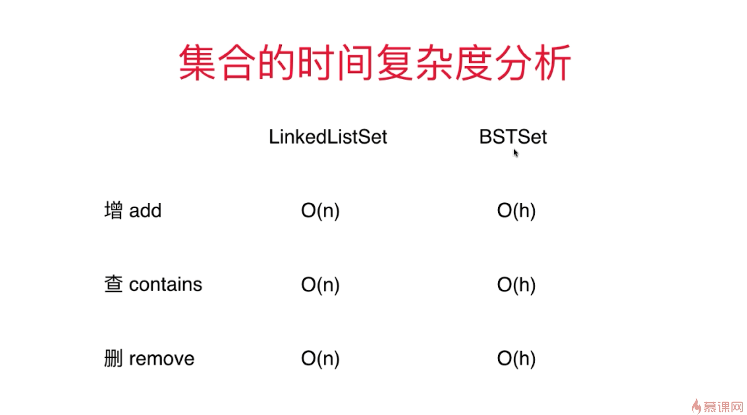 集合的时间复杂度分析
LinkedListSet BSTSet
增 add O(n) O(h)
查 contains O(n) O(h)
删 remove O(n) O(h)
慕课网